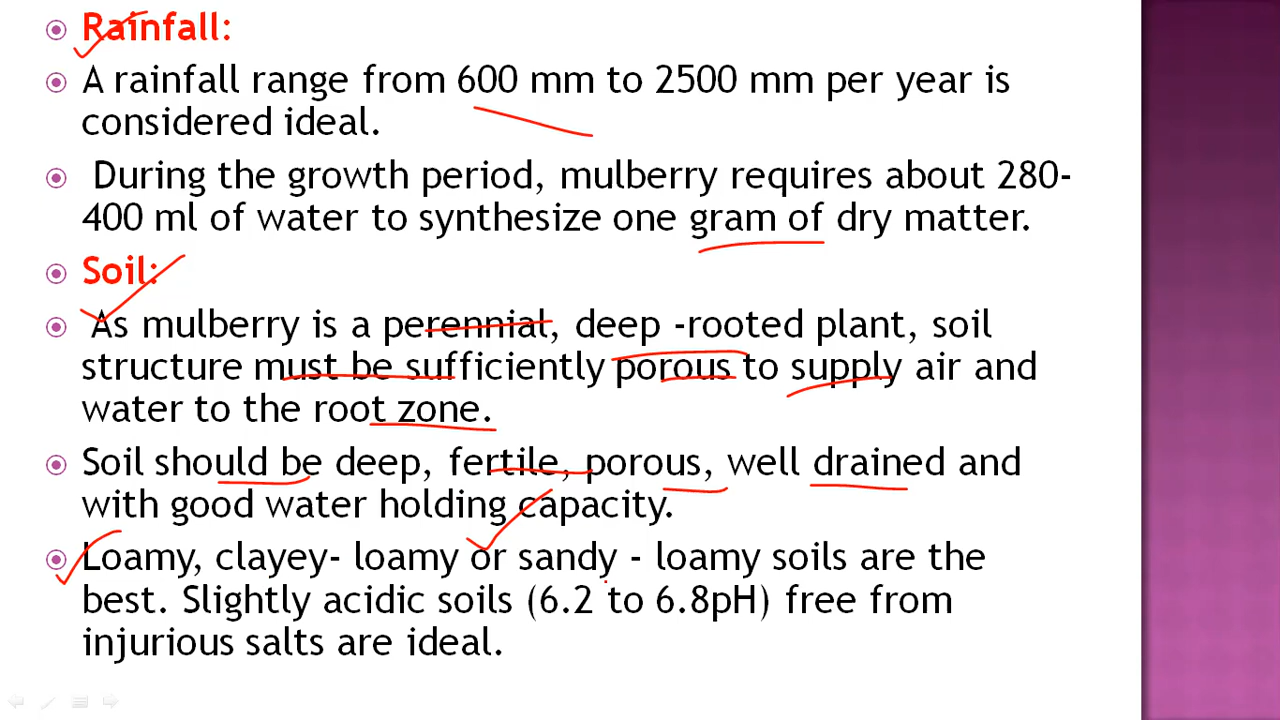 Rainfall:
A rainfall range from 600 mm to 2500 mm per year is
considered ideal.
During the growth period, mulberry requires about 280-
400 ml of water to synthesize one gram of dry matter.
Soil:
As mulberry is a perennial, deep -rooted plant, soil
structure must be sufficiently porous to supply air and
water to the root zone.
Soil should be deep, fertile, porous, well drained and
with good water holding capacity.
Loamy, clayey- loamy or sandy - loamy soils are the
best. Slightly acidic soils (6.2 to 6.8pH) free from
injurious salts are ideal.